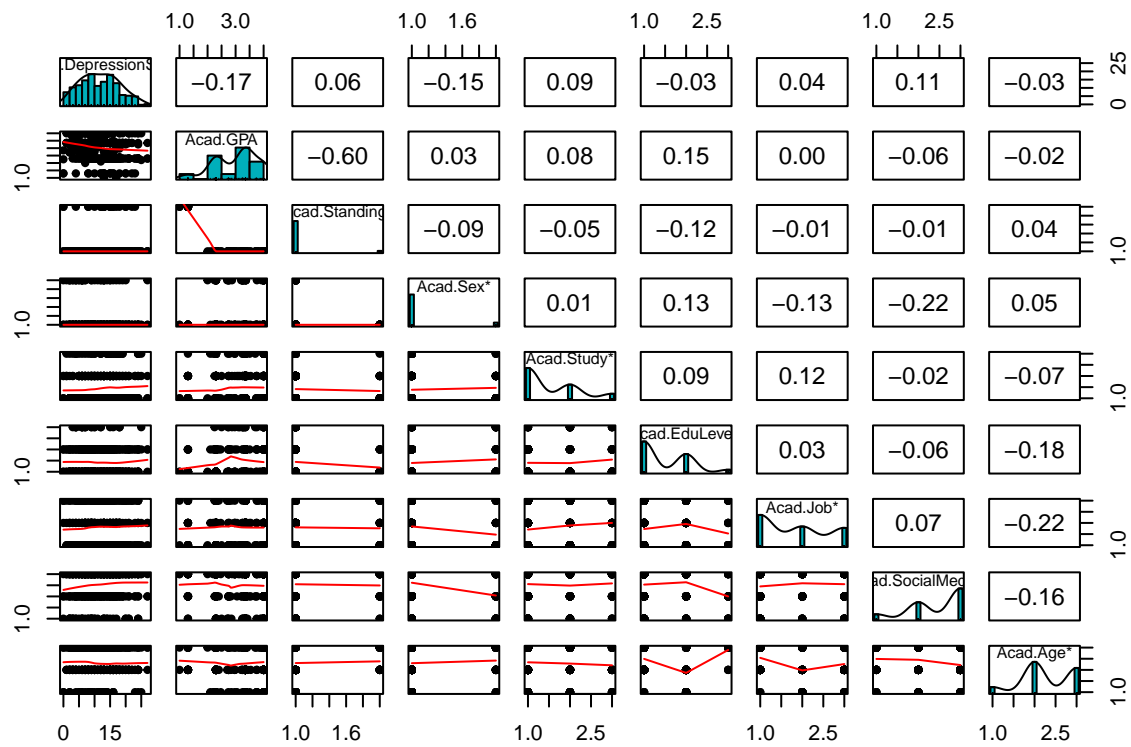 1.0 3.0 1.0 1.6 1.0 2.5 1.0 2.5
.DepressionS −0.17 0.06 −0.15 0.09 −0.03 0.04 0.11 −0.03 0 25
1.0 Acad.GPA −0.60 0.03 0.08 0.15 0.00 −0.06 −0.02
cad.Standing −0.09 −0.05 −0.12 −0.01 −0.01 0.04 1.0
1.0 Acad.Sex* 0.01 0.13 −0.13 −0.22 0.05
Acad.Study* 0.09 0.12 −0.02 −0.07 1.0
1.0 cad.EduLeve 0.03 −0.06 −0.18
Acad.Job* 0.07 −0.22 1.0
1.0 ad.SocialMed −0.16
Acad.Age* 1.0
0 15 1.0 1.6 1.0 2.5 1.0 2.5 1.0 2.5